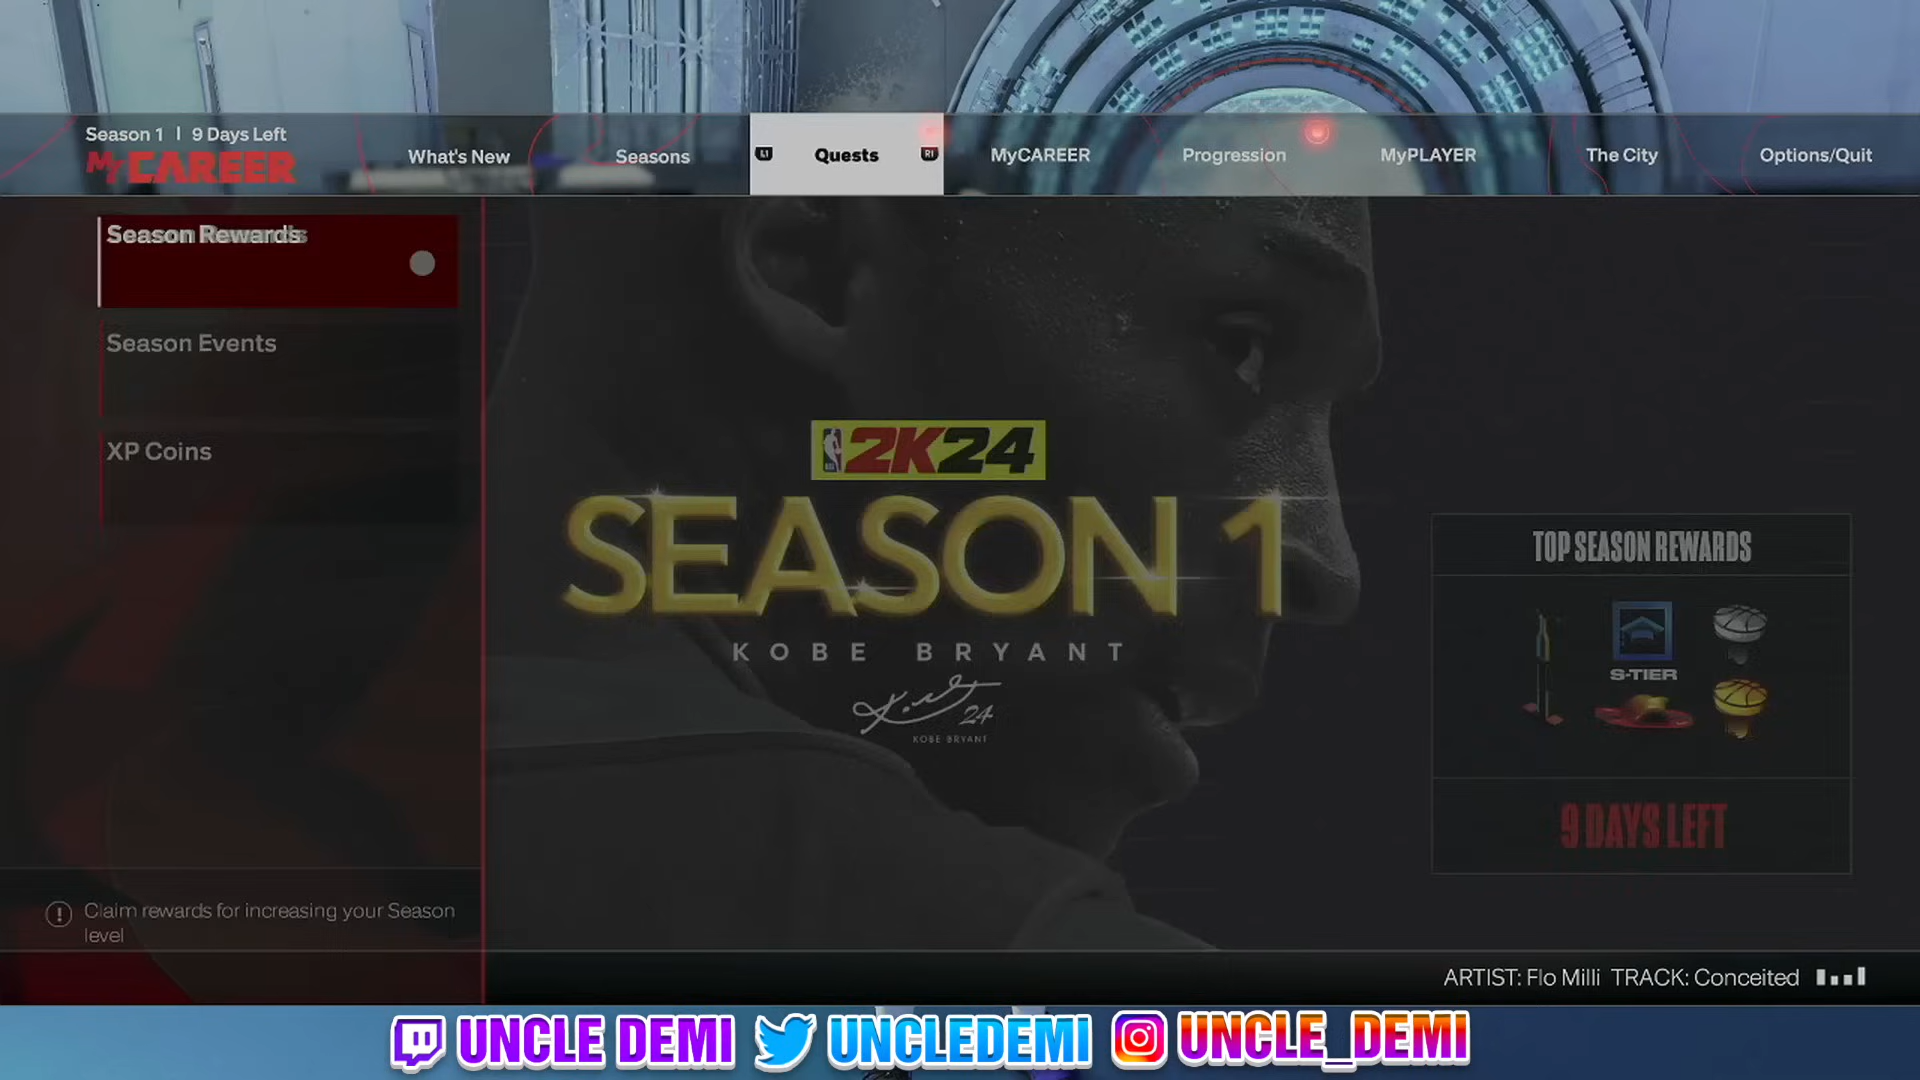 Season 1 | 9 Days Left
MyCAREER
What's New
Seasons
L1
Quests
R1
MyCAREER
Progression
MyPLAYER
The City
Options/Quit
Season Rewards
Season Events
XP Coins
2K24
SEASON 1
KOBE BRYANT
24
KOBE BRYANT
TOP SEASON REWARDS
S-TIER
9 DAYS LEFT
Claim rewards for increasing your Season
level
ARTIST: Flo Milli TRACK: Conceited
UNCLE DEMI UNCLEDEMI UNCLE_DEMI